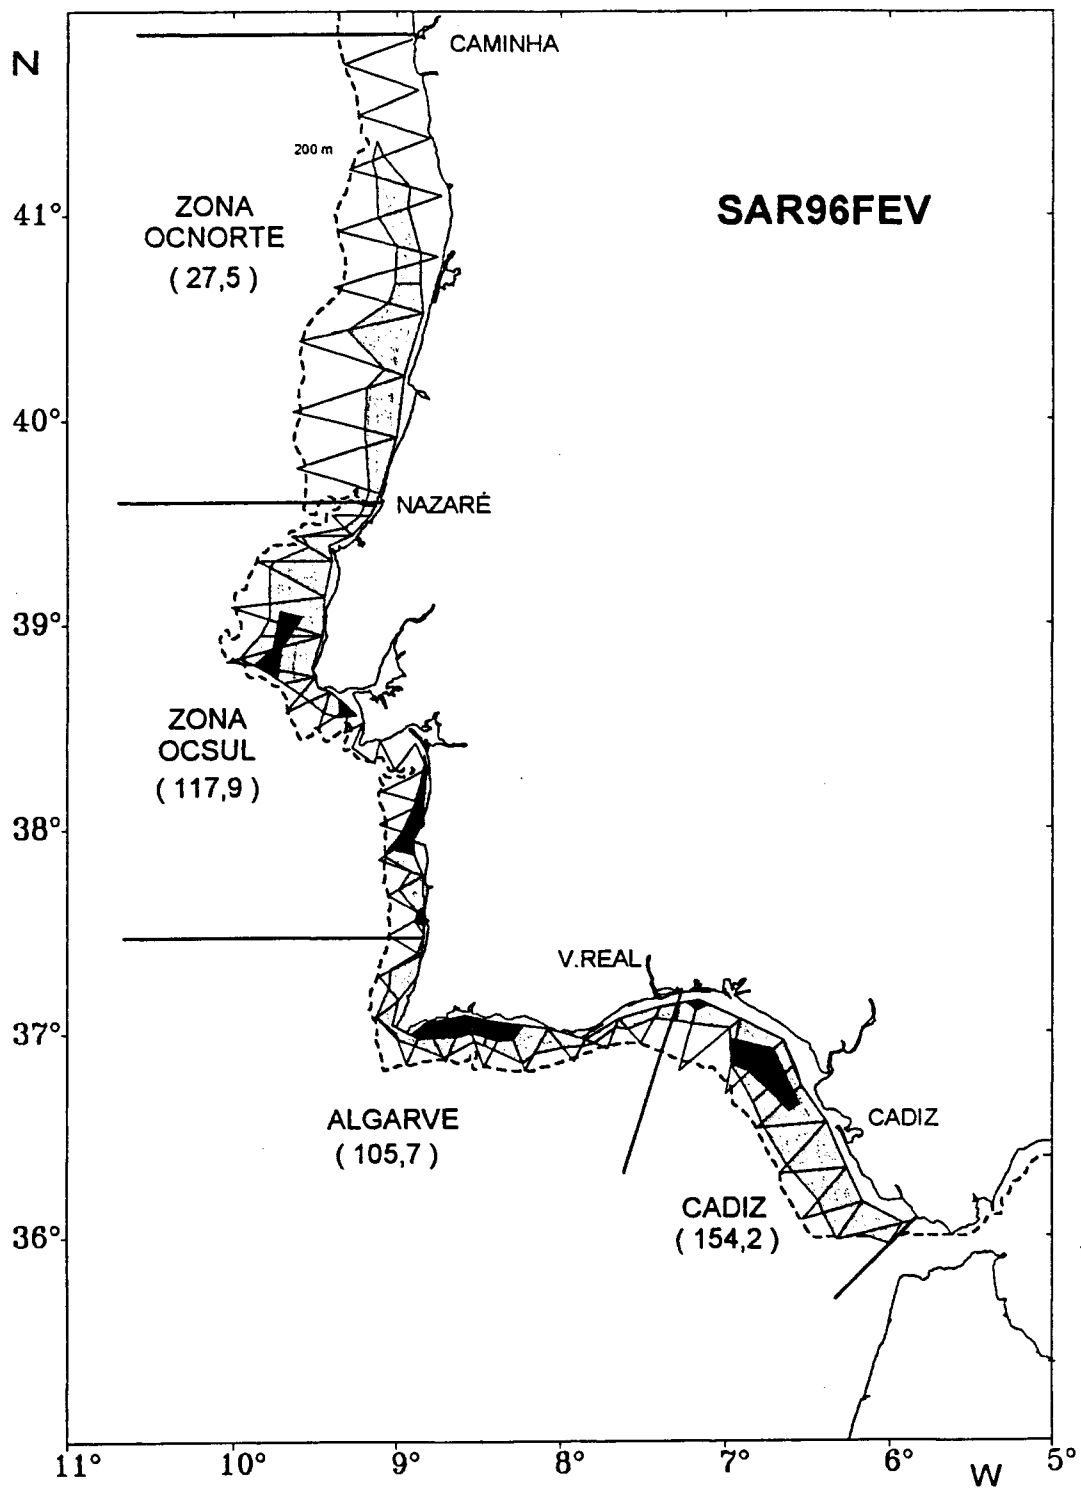 N
CAMINHA
200 m
ZONA
OCNORTE
( 27,5 )
SAR96FEV
41°
40°
NAZARÉ
39°
ZONA
OCSUL
( 117,9 )
38°
V.REAL
37°
ALGARVE
( 105,7 )
CADIZ
CADIZ
( 154,2 )
36°
11°
10°
9°
8°
7°
6°
5°
W